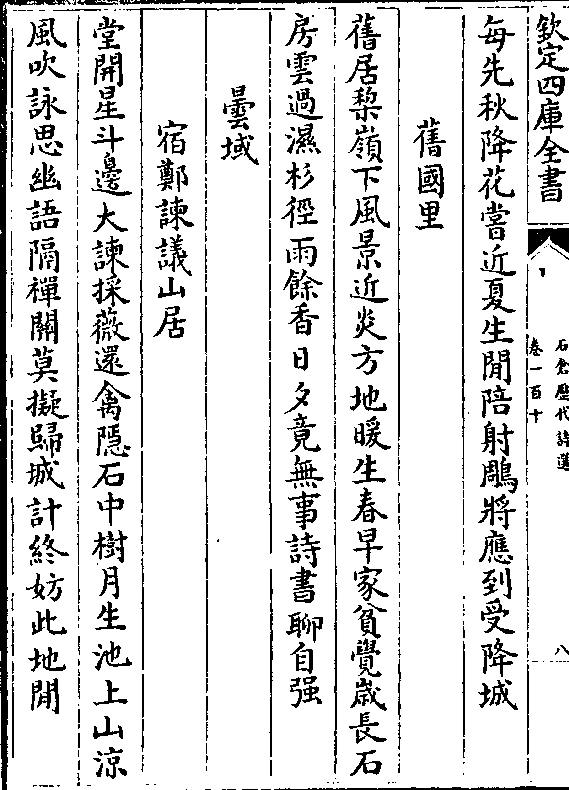 欽定四庫全書
石倉歷代詩選
卷一百十
八
每先秋降花嘗近夏生閒陪射鵰將應到受降城
舊國里
舊居梨嶺下風景近炎方地暖生春早家貧覺嵗長石
房雲過濕杉徑雨餘香日夕竟無事詩書聊自强
曇域
宿鄭諫議山居
堂開星斗邊大諫採薇還禽隱石中樹月生池上山涼
風吹詠思幽語隔禪關莫擬歸城計終妨此地閒